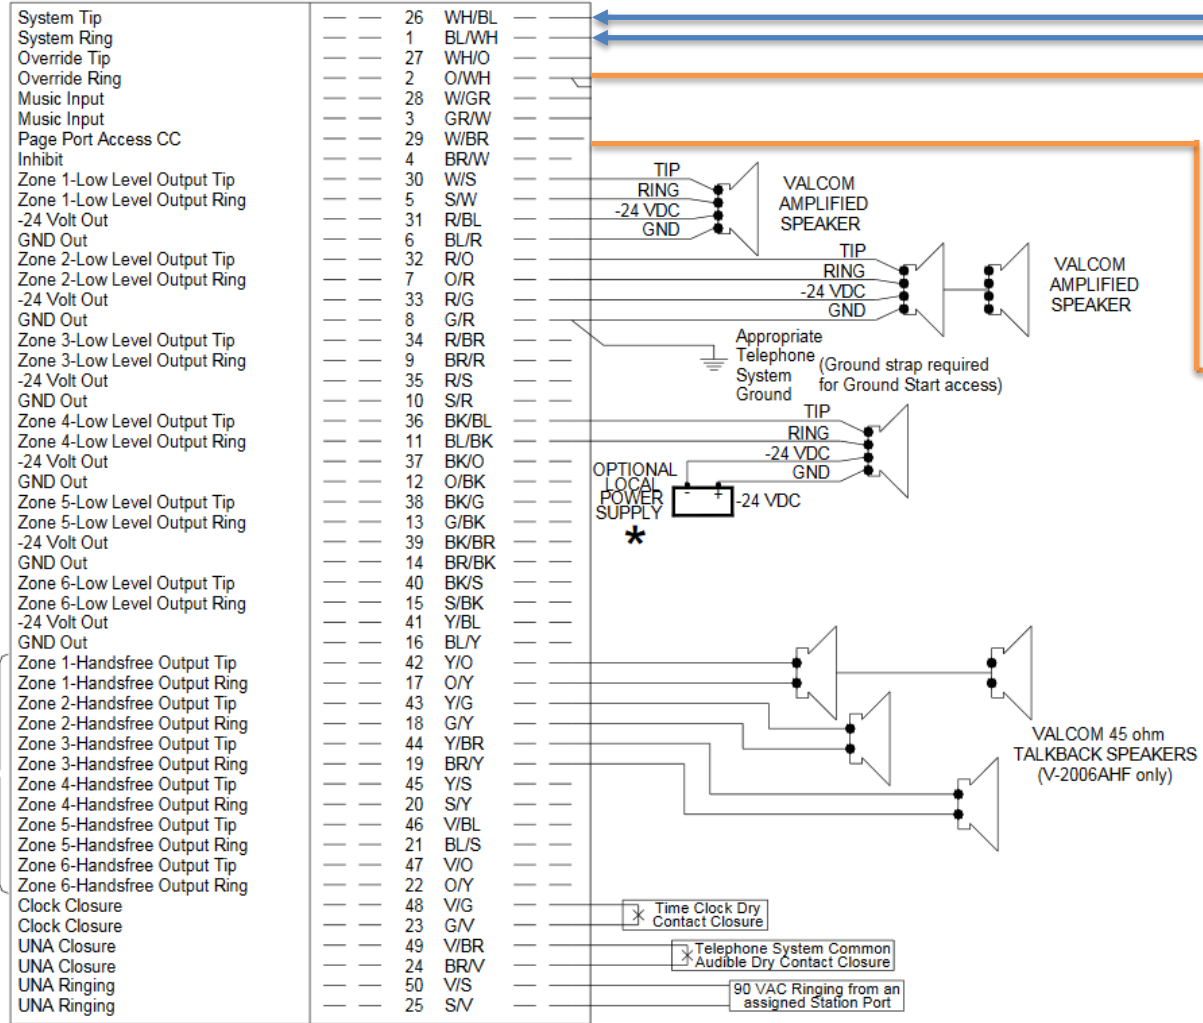 System Tip 26 WH/BL
System Ring 1 BL/WH
Override Tip 27 WH/O
Override Ring 2 O/WH
Music Input 28 W/GR
Music Input 3 GR/W
Page Port Access CC 29 W/BR
Inhibit 4 BR/W
Zone 1-Low Level Output Tip 30 W/S
Zone 1-Low Level Output Ring 5 S/W
-24 Volt Out 31 R/BL
GND Out 6 BL/R
Zone 2-Low Level Output Tip 32 R/O
Zone 2-Low Level Output Ring 7 O/R
-24 Volt Out 33 R/G
GND Out 8 G/R
Zone 3-Low Level Output Tip 34 R/BR
Zone 3-Low Level Output Ring 9 BR/R
-24 Volt Out 35 R/S
GND Out 10 S/R
Zone 4-Low Level Output Tip 36 BK/BL
Zone 4-Low Level Output Ring 11 BL/BK
-24 Volt Out 37 BK/O
GND Out 12 O/BK
Zone 5-Low Level Output Tip 38 BK/G
Zone 5-Low Level Output Ring 13 G/BK
-24 Volt Out 39 BK/BR
GND Out 14 BR/BK
Zone 6-Low Level Output Tip 40 BK/S
Zone 6-Low Level Output Ring 15 S/BK
-24 Volt Out 41 Y/BL
GND Out 16 BL/Y
Zone 1-Handsfree Output Tip 42 Y/O
Zone 1-Handsfree Output Ring 17 O/Y
Zone 2-Handsfree Output Tip 43 Y/G
Zone 2-Handsfree Output Ring 18 G/Y
Zone 3-Handsfree Output Tip 44 Y/BR
Zone 3-Handsfree Output Ring 19 BR/Y
Zone 4-Handsfree Output Tip 45 Y/S
Zone 4-Handsfree Output Ring 20 S/Y
Zone 5-Handsfree Output Tip 46 V/BL
Zone 5-Handsfree Output Ring 21 BL/S
Zone 6-Handsfree Output Tip 47 V/O
Zone 6-Handsfree Output Ring 22 O/Y
Clock Closure 48 V/G
Clock Closure 23 G/V
UNA Closure 49 V/BR
UNA Closure 24 BR/V
UNA Ringing 50 V/S
UNA Ringing 25 S/V
TIP
RING
-24 VDC
GND
VALCOM
AMPLIFIED
SPEAKER
TIP
RING
-24 VDC
GND
VALCOM
AMPLIFIED
SPEAKER
Appropriate
Telephone
System
Ground
(Ground strap required
for Ground Start access)
TIP
RING
-24 VDC
GND
OPTIONAL
LOCAL
POWER
SUPPLY
*
- +
-24 VDC
VALCOM 45 ohm
TALKBACK SPEAKERS
(V-2006AHF only)
Time Clock Dry
Contact Closure
Telephone System Common
Audible Dry Contact Closure
90 VAC Ringing from an
assigned Station Port